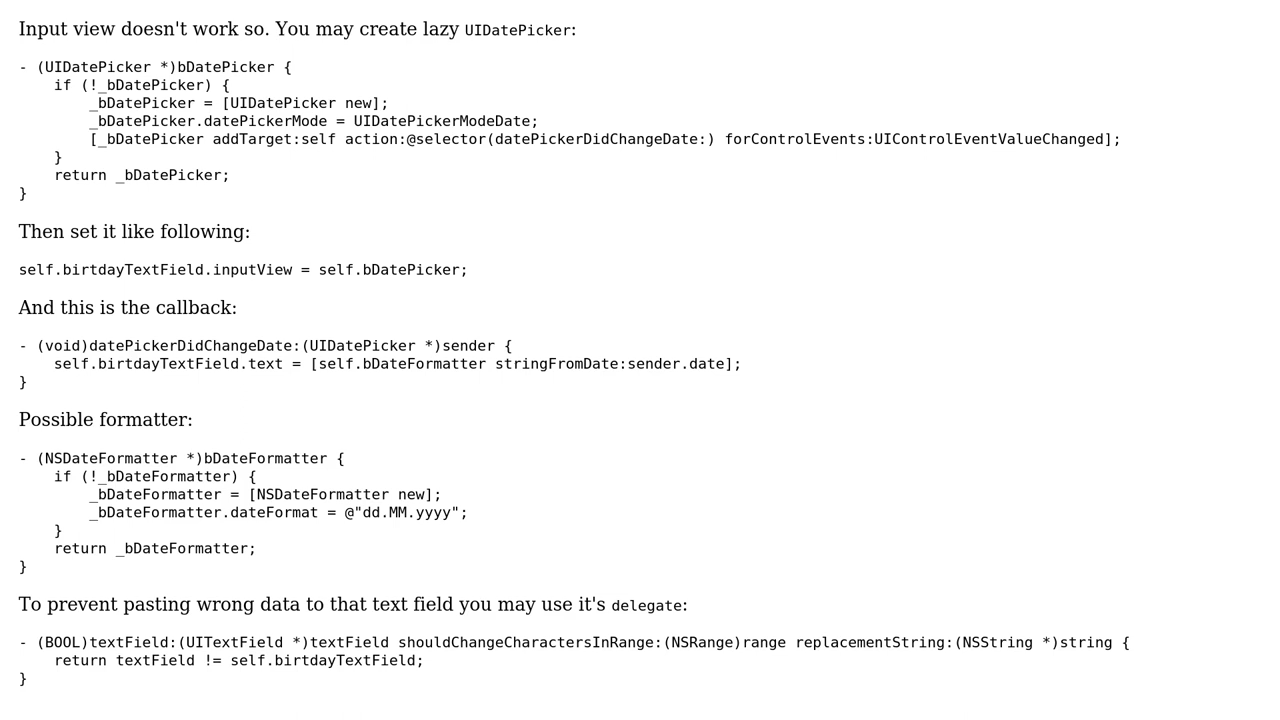 Input view doesn't work so. You may create lazy UIDatePicker:
- (UIDatePicker *)bDatePicker {
    if (!_bDatePicker) {
        _bDatePicker = [UIDatePicker new];
        _bDatePicker.datePickerMode = UIDatePickerModeDate;
        [_bDatePicker addTarget:self action:@selector(datePickerDidChangeDate:) forControlEvents:UIControlEventValueChanged];
    }
    return _bDatePicker;
}
Then set it like following:
self.birtdayTextField.inputView = self.bDatePicker;
And this is the callback:
- (void)datePickerDidChangeDate:(UIDatePicker *)sender {
    self.birtdayTextField.text = [self.bDateFormatter stringFromDate:sender.date];
}
Possible formatter:
- (NSDateFormatter *)bDateFormatter {
    if (!_bDateFormatter) {
        _bDateFormatter = [NSDateFormatter new];
        _bDateFormatter.dateFormat = @"dd.MM.yyyy";
    }
    return _bDateFormatter;
}
To prevent pasting wrong data to that text field you may use it's delegate:
- (BOOL)textField:(UITextField *)textField shouldChangeCharactersInRange:(NSRange)range replacementString:(NSString *)string {
    return textField != self.birtdayTextField;
}